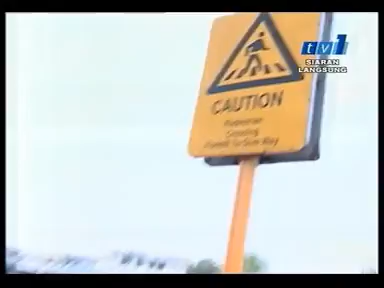 tv1
SIARAN
LANGSUNG
CAUTION
Pedestrian
Crossing